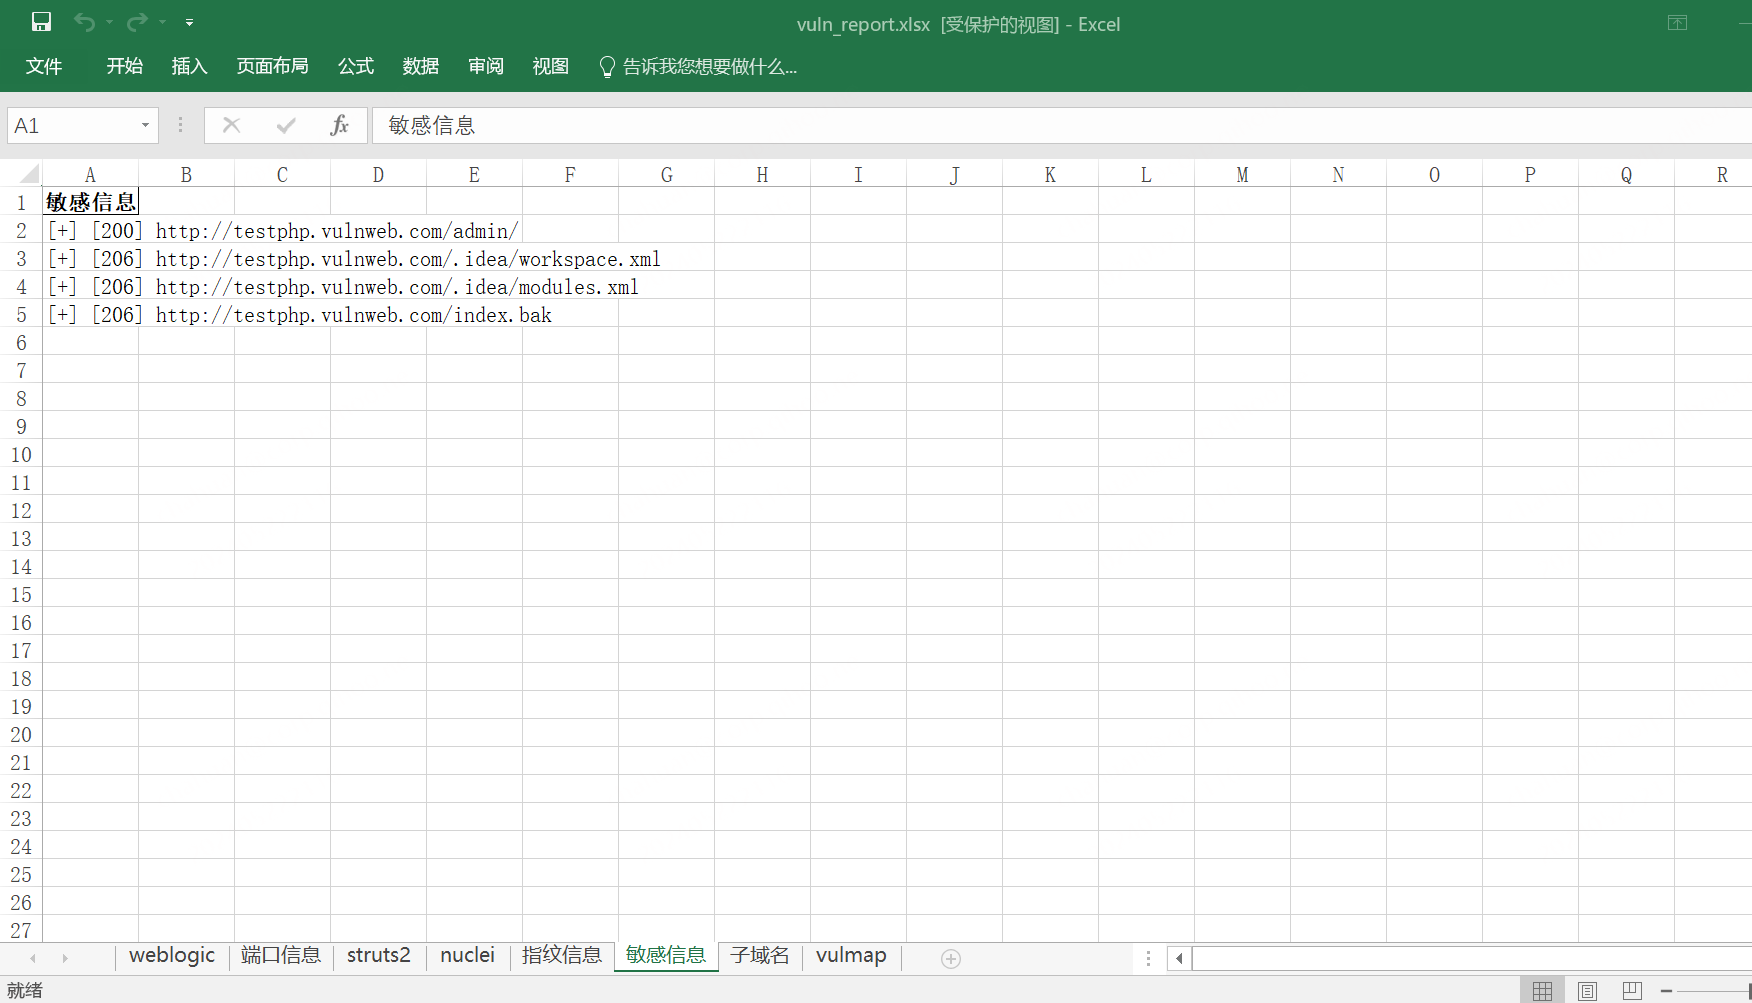 vuln_report.xlsx [受保护的视图] - Excel
文件 开始 插入 页面布局 公式 数据 审阅 视图 告诉我您想要做什么...
A1 fx 敏感信息
A B C D E F G H I J K L M N O P Q R
1 敏感信息
2 [+] [200] http://testphp.vulnweb.com/admin/
3 [+] [206] http://testphp.vulnweb.com/.idea/workspace.xml
4 [+] [206] http://testphp.vulnweb.com/.idea/modules.xml
5 [+] [206] http://testphp.vulnweb.com/index.bak
6
7
8
9
10
11
12
13
14
15
16
17
18
19
20
21
22
23
24
25
26
27
weblogic 端口信息 struts2 nuclei 指纹信息 敏感信息 子域名 vulmap
就绪